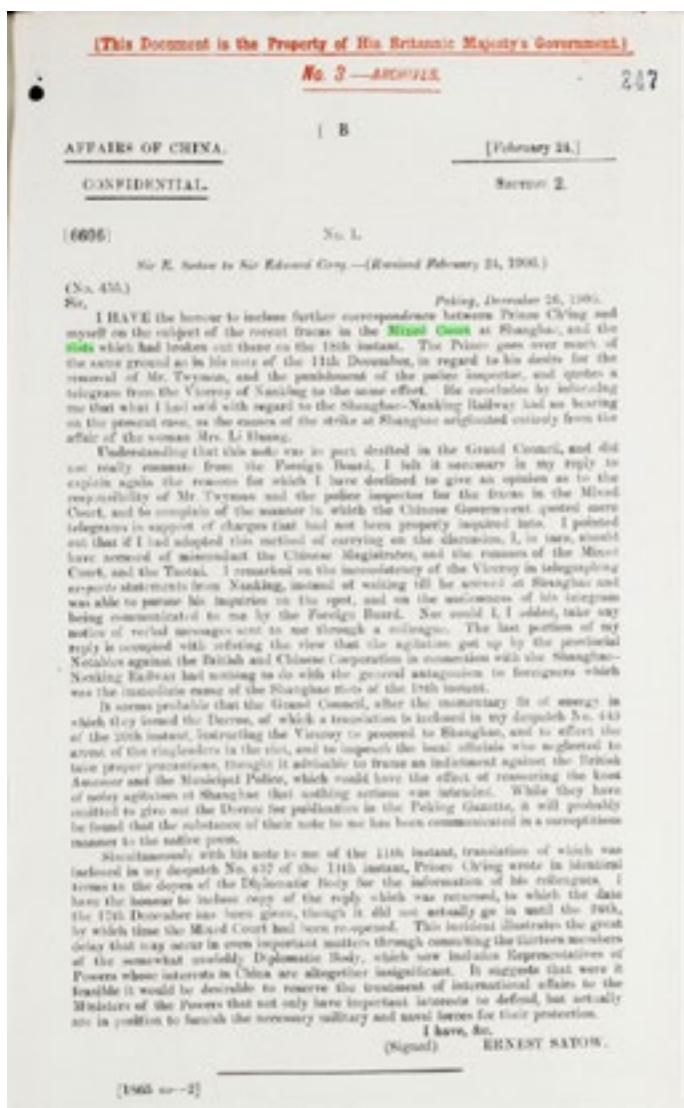 (This Document is the Property of His Britannic Majesty's Government.)
No. 3.—ARCHIVES.
247
[ B
AFFAIRS OF CHINA.
[February 24.]
CONFIDENTIAL.
SECTION 2.
[6606]
No. 1.
Sir E. Satow to Sir Edward Grey.—(Received February 24, 1906.)
(No. 455.)
Sir,
Peking, December 26, 1905.
I HAVE the honour to inclose further correspondence between Prince Ch'ing and
myself on the subject of the recent fracas in the Mixed Court at Shanghae, and the
riots which had broken out there on the 18th instant. The Prince goes over much of
the same ground as in his note of the 11th December, in regard to his desire for the
removal of Mr. Twyman, and the punishment of the police inspector, and quotes a
telegram from the Viceroy of Nanking to the same effect. He concludes by informing
me that what I had said with regard to the Shanghae-Nanking Railway had no bearing
on the present case, as the causes of the strike at Shanghae originated entirely from the
affair of the woman Mrs. Li Huang.
Understanding that this note was in part drafted in the Grand Council, and did
not really emanate from the Foreign Board, I felt it necessary in my reply to
explain again the reasons for which I have declined to give an opinion as to the
responsibility of Mr. Twyman and the police inspector for the fracas in the Mixed
Court, and to complain of the manner in which the Chinese Government quoted mere
telegrams in support of charges that had not been properly inquired into. I pointed
out that if I had adopted this method of carrying on the discussion, I, in turn, should
have accused of misconduct the Chinese Magistrates, and the runners of the Mixed
Court, and the Taotai. I remarked on the inconsistency of the Viceroy in telegraphing
statements from Nanking, instead of waiting till he arrived at Shanghae and
was able to pursue his inquiries on the spot, and on the of his telegram
being communicated to me by the Foreign Board. Nor could I, I added, take any
notice of verbal messages sent to me through a colleague. The last portion of my
reply is occupied with refuting the view that the agitation got up by the provincial
Notables against the British and Chinese Corporation in connection with the Shanghae-
Nanking Railway had nothing to do with the general antagonism to foreigners which
was the immediate cause of the Shanghae riots of the 18th instant.
It seems probable that the Grand Council, after the momentary fit of energy in
which they issued the Decree, of which a translation is inclosed in my despatch No. 445
of the 20th instant, instructing the Viceroy to proceed to Shanghae, and to effect the
arrest of the ringleaders in the riot, and to impeach the local officials who neglected to
take proper precautions, thought it advisable to frame an indictment against the British
Assessor and the Municipal Police, which would have the effect of reassuring the knot
of noisy agitators at Shanghae that nothing serious was intended. While they have
omitted to give out the Decree for publication in the Peking Gazette, it will probably
be found that the substance of their note to me has been communicated in a surreptitious
manner to the native press.
Simultaneously with his note to me of the 11th instant, translation of which was
inclosed in my despatch No. 437 of the 14th instant, Prince Ch'ing wrote in identical
terms to the doyen of the Diplomatic Body for the information of his colleagues. I
have the honour to inclose copy of the reply which was returned, to which the date
the 17th December has been given, though it did not actually go in until the
by which time the Mixed Court had been re-opened. This incident illustrates the great
delay that may occur in even important matters through consulting the thirteen members
of the somewhat unwieldy Diplomatic Body, which now includes Representatives of
Powers whose interests in China are altogether insignificant. It suggests that were it
feasible it would be desirable to reserve the treatment of international affairs to the
Ministers of the Powers that not only have important interests to defend, but actually
are in position to furnish the necessary military and naval forces for their protection.
I have, &c.
(Signed) ERNEST SATOW.
[1865 —2]